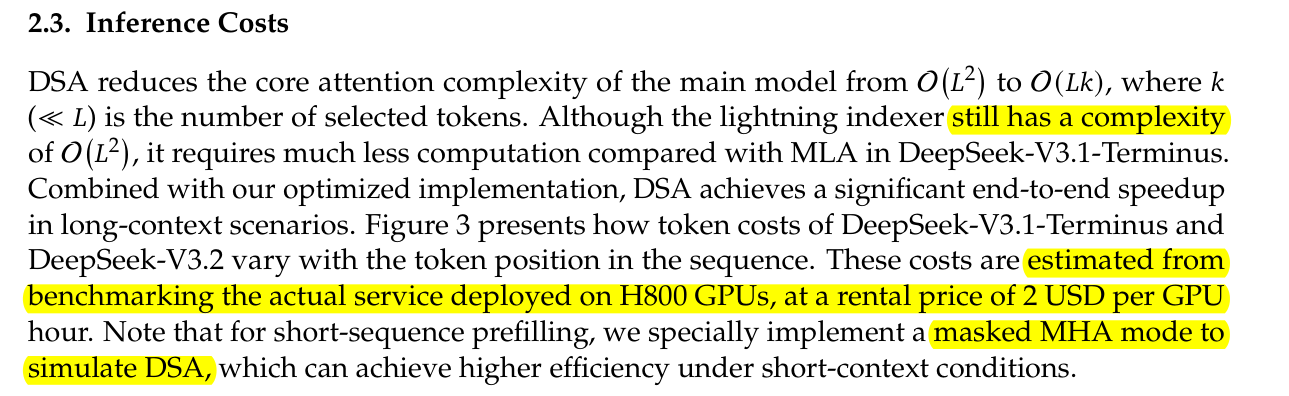 2.3. Inference Costs
DSA reduces the core attention complexity of the main model from O(L²) to O(Lk), where k
(≪ L) is the number of selected tokens. Although the lightning indexer still has a complexity
of O(L²), it requires much less computation compared with MLA in DeepSeek-V3.1-Terminus.
Combined with our optimized implementation, DSA achieves a significant end-to-end speedup
in long-context scenarios. Figure 3 presents how token costs of DeepSeek-V3.1-Terminus and
DeepSeek-V3.2 vary with the token position in the sequence. These costs are estimated from
benchmarking the actual service deployed on H800 GPUs, at a rental price of 2 USD per GPU
hour. Note that for short-sequence prefilling, we specially implement a masked MHA mode to
simulate DSA, which can achieve higher efficiency under short-context conditions.